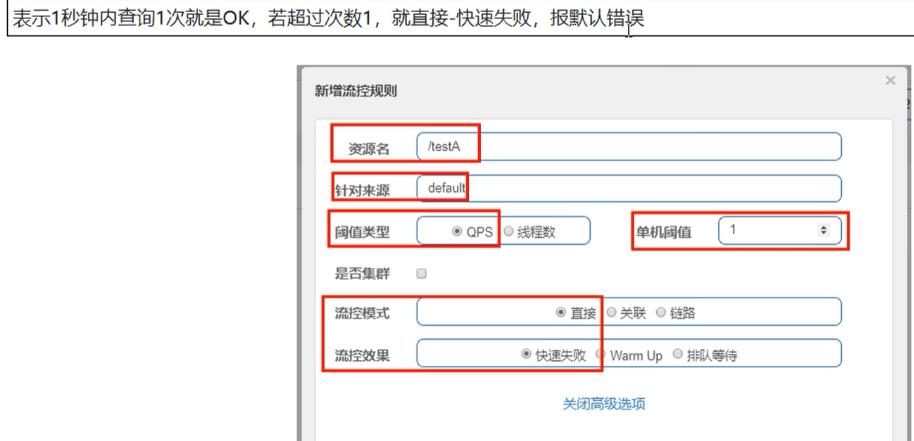 表示1秒钟内查询1次就是OK，若超过次数1，就直接-快速失败，报默认错误
新增流控规则 ×
资源名 /testA
针对来源 default
阈值类型 QPS 线程数 单机阈值 1
是否集群
流控模式 直接 关联 链路
流控效果 快速失败 Warm Up 排队等待
关闭高级选项